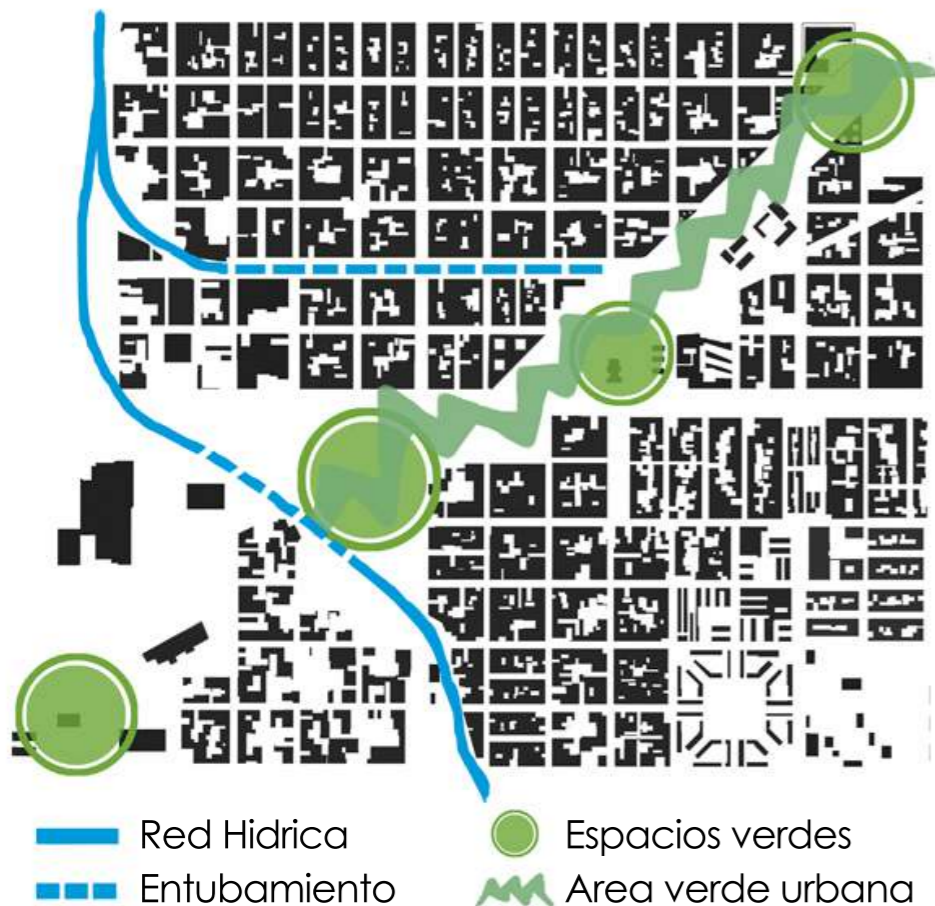 Red Hidrica
Espacios verdes
Entubamiento
Area verde urbana